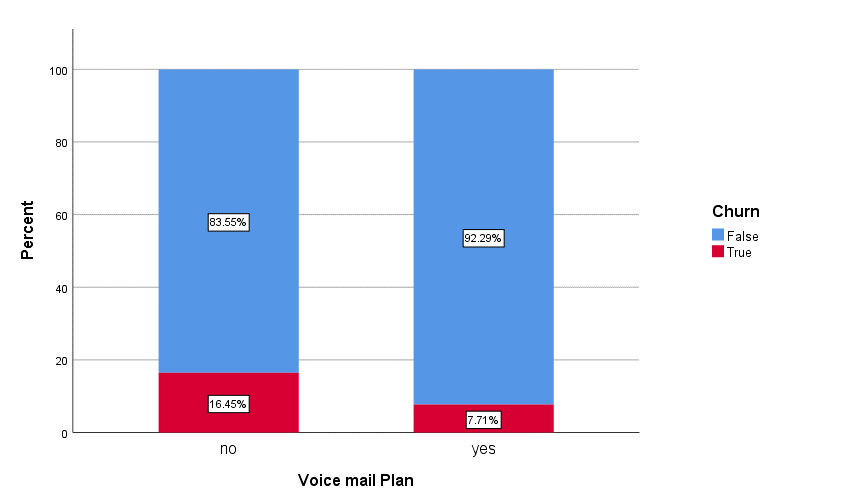 100
80
60
40
20
0
Percent
83.55%
92.29%
16.45%
7.71%
no
yes
Voice mail Plan
Churn
False
True